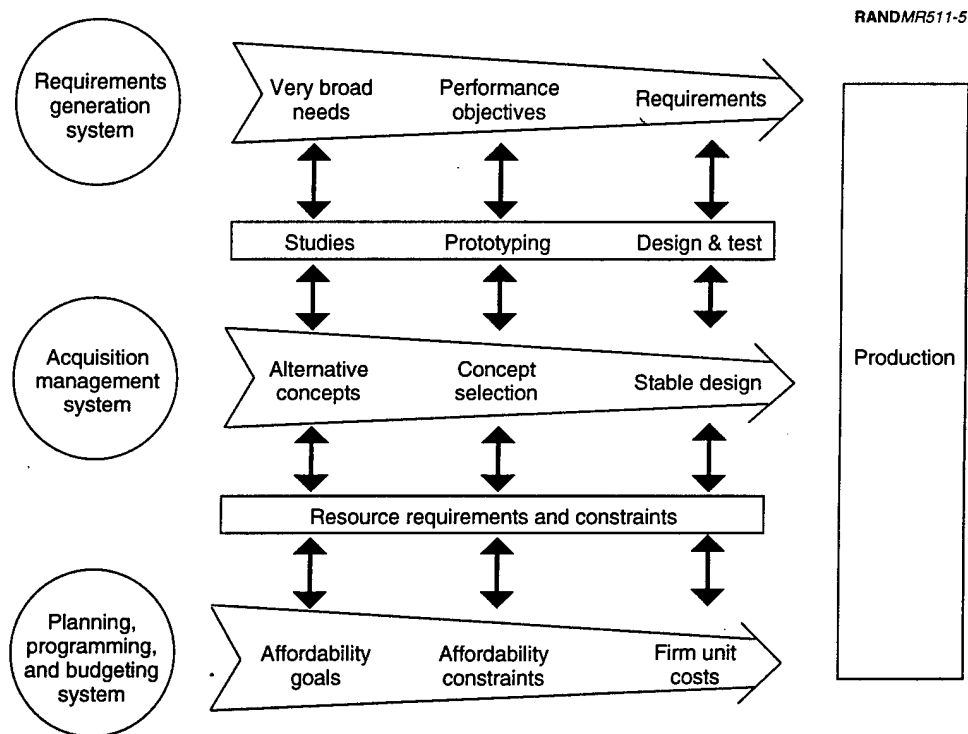 RANDMR511-5
Requirements
generation
system
Very broad
needs
Performance
objectives
Requirements
Studies
Prototyping
Design & test
Acquisition
management
system
Alternative
concepts
Concept
selection
Stable design
Production
Resource requirements and constraints
Planning,
programming,
and budgeting
system
Affordability
goals
Affordability
constraints
Firm unit
costs